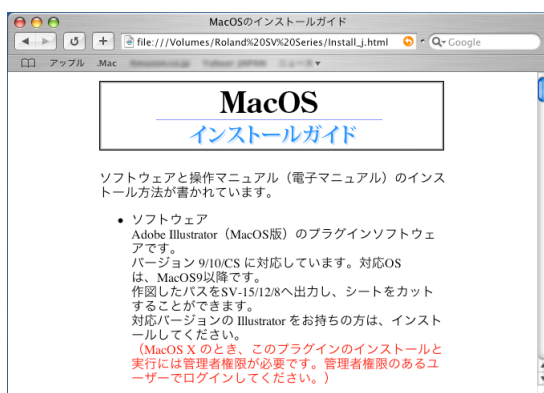 MacOSのインストールガイド
file:///Volumes/Roland%20SV%20Series/Install_j.html
Google
アップル .Mac
MacOS
インストールガイド
ソフトウェアと操作マニュアル（電子マニュアル）のインス
トール方法が書かれています。
• ソフトウェア
Adobe Illustrator（MacOS版）のプラグインソフトウェ
アです。
バージョン 9/10/CS に対応しています。対応OS
は、MacOS9以降です。
作図したパスをSV-15/12/8へ出力し、シートをカット
することができます。
対応バージョンの Illustrator をお持ちの方は、インスト
ールしてください。
（MacOS X のとき、このプラグインのインストールと
実行には管理者権限が必要です。管理者権限のあるユ
ーザーでログインしてください。）